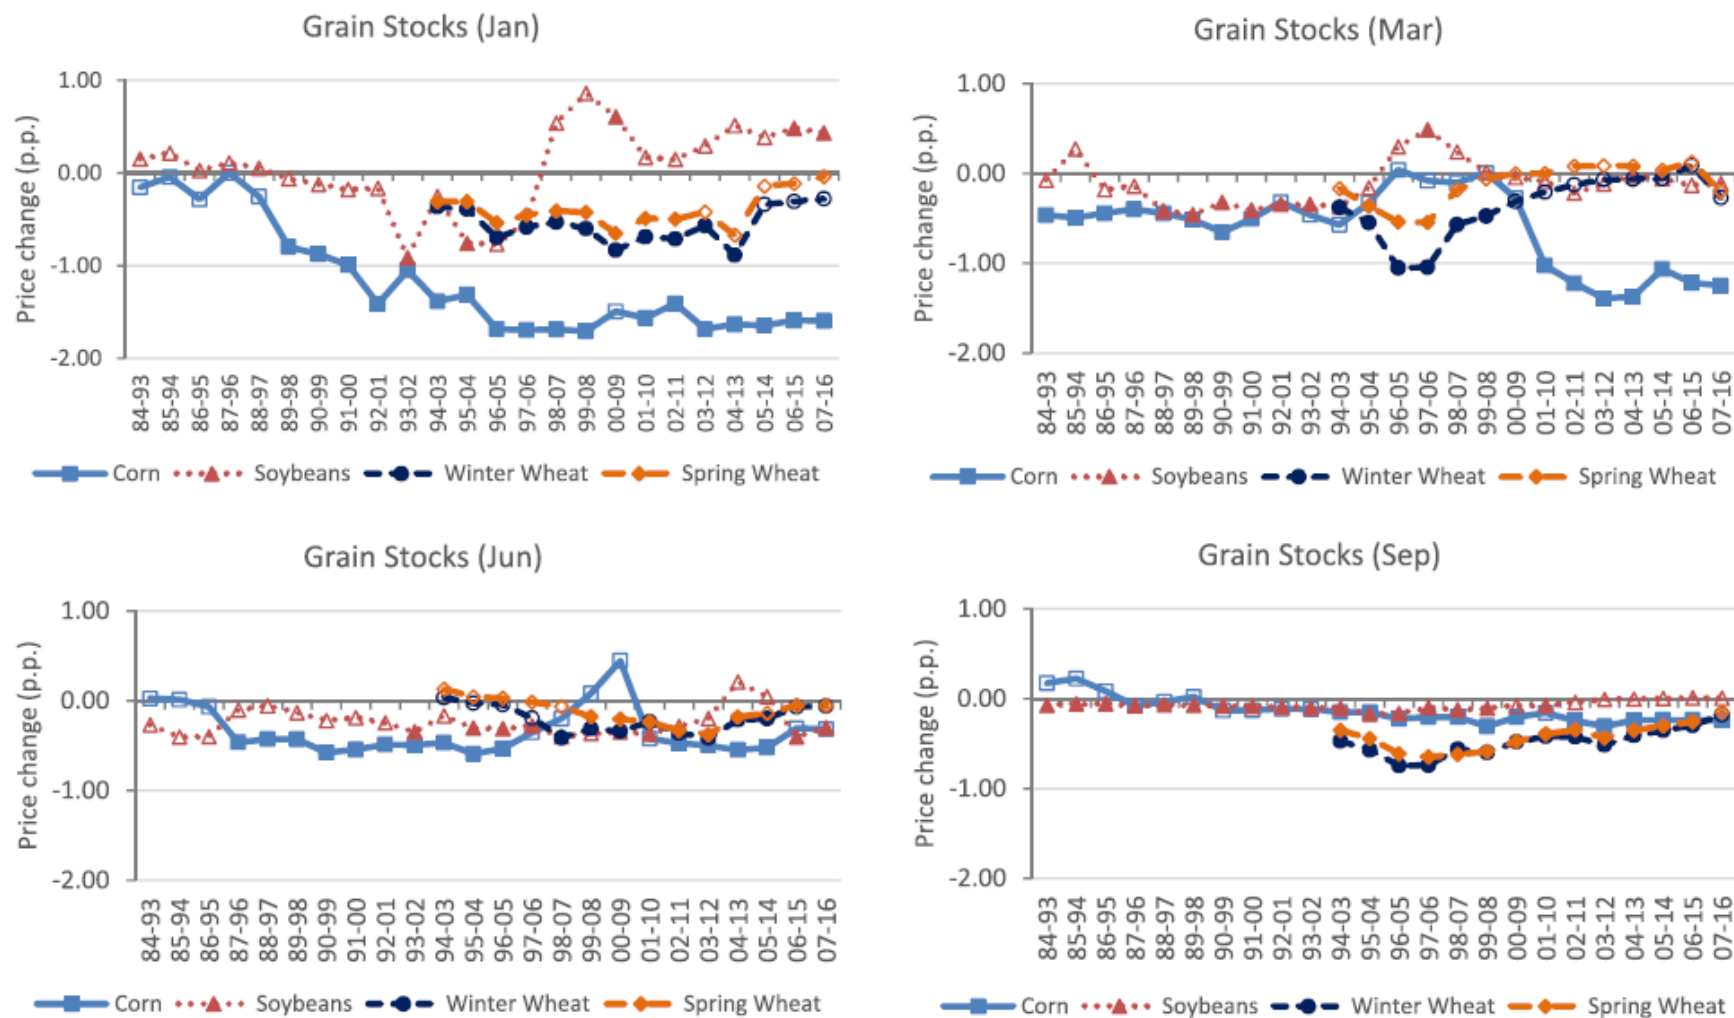 Grain Stocks (Jan)
Price change (p.p.)
1.00
0.00
-1.00
-2.00
84-93 85-94 86-95 87-96 88-97 89-98 90-99 91-00 92-01 93-02 94-03 95-04 96-05 97-06 98-07 99-08 00-09 01-10 02-11 03-12 04-13 05-14 06-15 07-16
Corn Soybeans Winter Wheat Spring Wheat
Grain Stocks (Mar)
Price change (p.p.)
1.00
0.00
-1.00
-2.00
84-93 85-94 86-95 87-96 88-97 89-98 90-99 91-00 92-01 93-02 94-03 95-04 96-05 97-06 98-07 99-08 00-09 01-10 02-11 03-12 04-13 05-14 06-15 07-16
Corn Soybeans Winter Wheat Spring Wheat
Grain Stocks (Jun)
Price change (p.p.)
1.00
0.00
-1.00
-2.00
84-93 85-94 86-95 87-96 88-97 89-98 90-99 91-00 92-01 93-02 94-03 95-04 96-05 97-06 98-07 99-08 00-09 01-10 02-11 03-12 04-13 05-14 06-15 07-16
Corn Soybeans Winter Wheat Spring Wheat
Grain Stocks (Sep)
Price change (p.p.)
1.00
0.00
-1.00
-2.00
84-93 85-94 86-95 87-96 88-97 89-98 90-99 91-00 92-01 93-02 94-03 95-04 96-05 97-06 98-07 99-08 00-09 01-10 02-11 03-12 04-13 05-14 06-15 07-16
Corn Soybeans Winter Wheat Spring Wheat